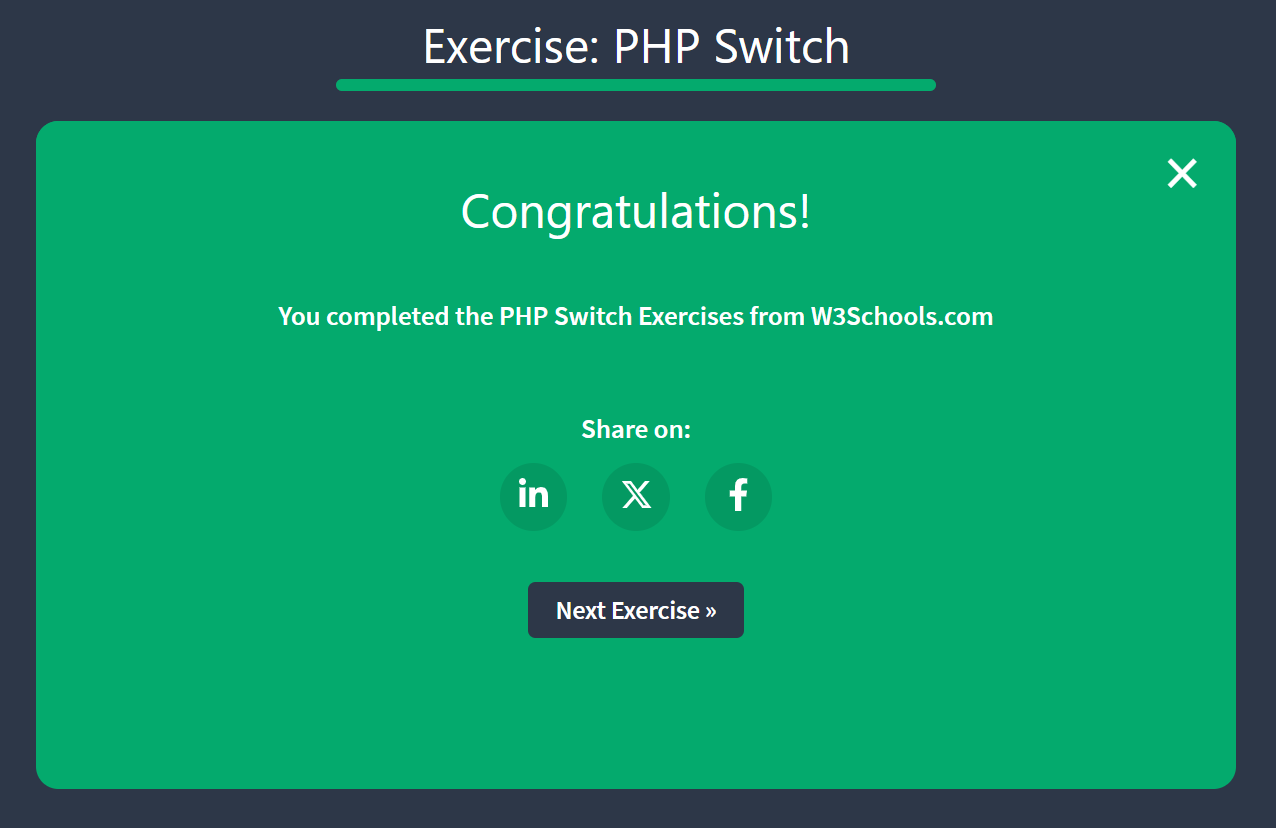 Exercise: PHP Switch
Congratulations!
You completed the PHP Switch Exercises from W3Schools.com
Share on:
Next Exercise »